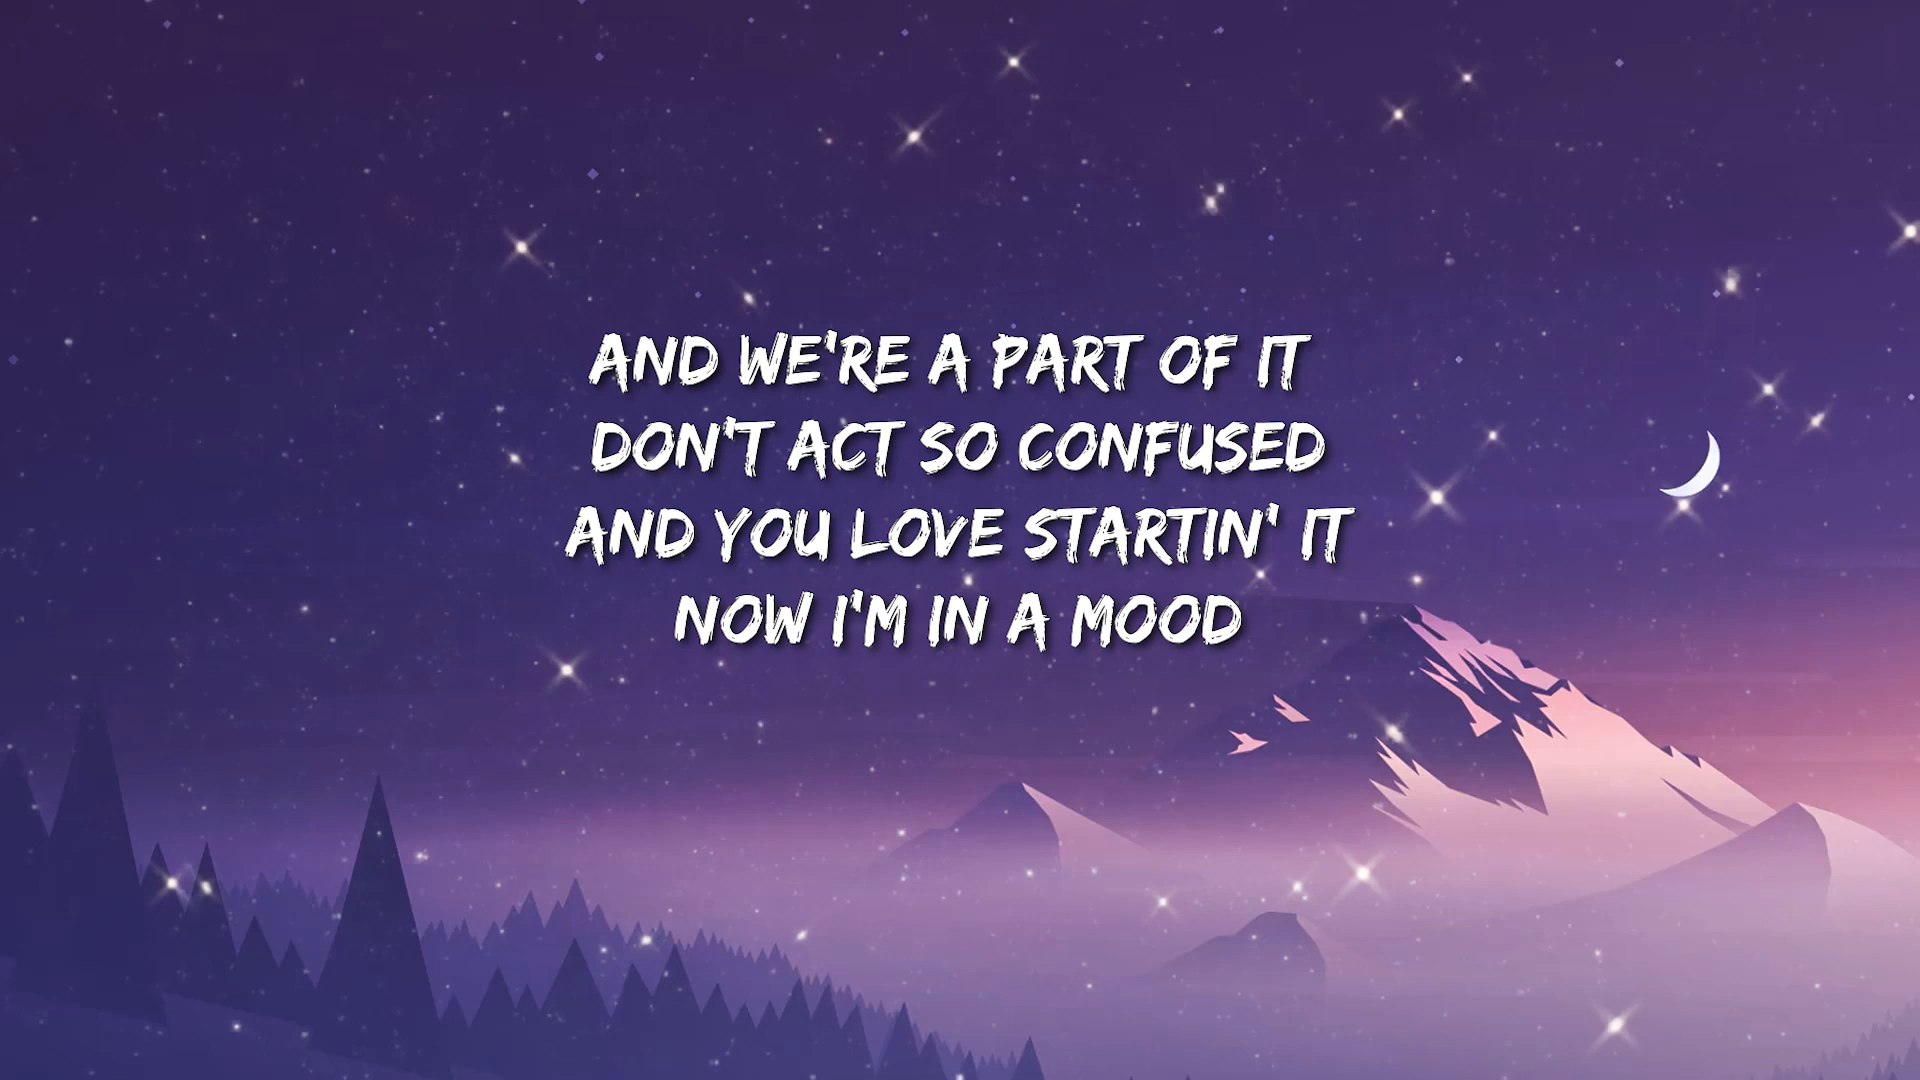 AND WE'RE A PART OF IT
DON'T ACT SO CONFUSED
AND YOU LOVE STARTIN' IT
NOW I'M IN A MOOD